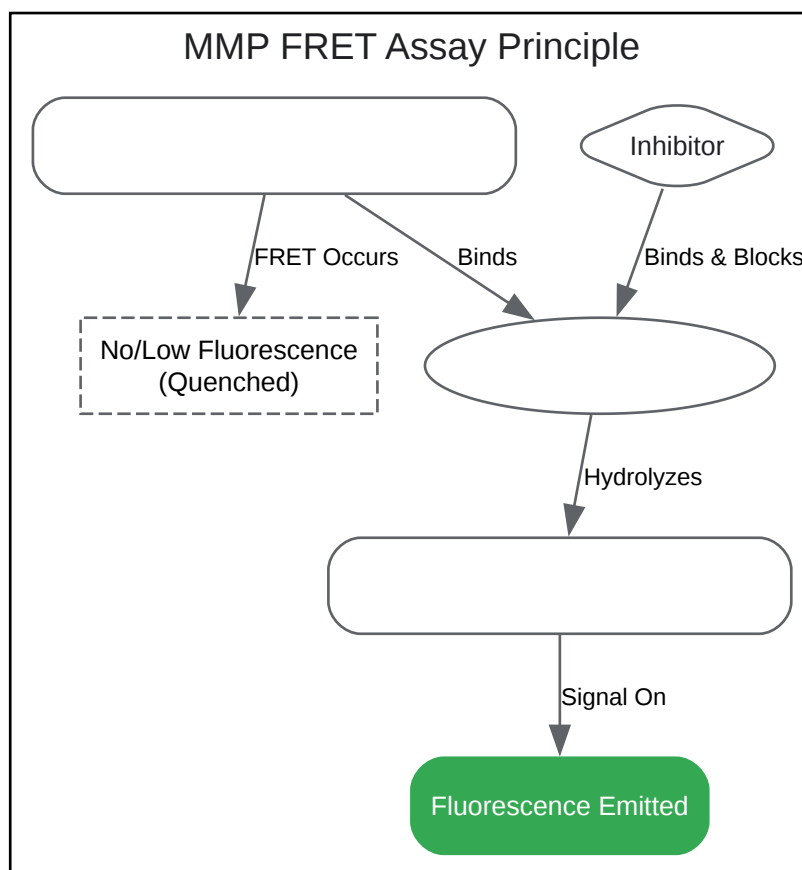 MMP FRET Assay Principle
Inhibitor
FRET Occurs
Binds
Binds & Blocks
No/Low Fluorescence
(Quenched)
Hydrolyzes
Signal On
Fluorescence Emitted